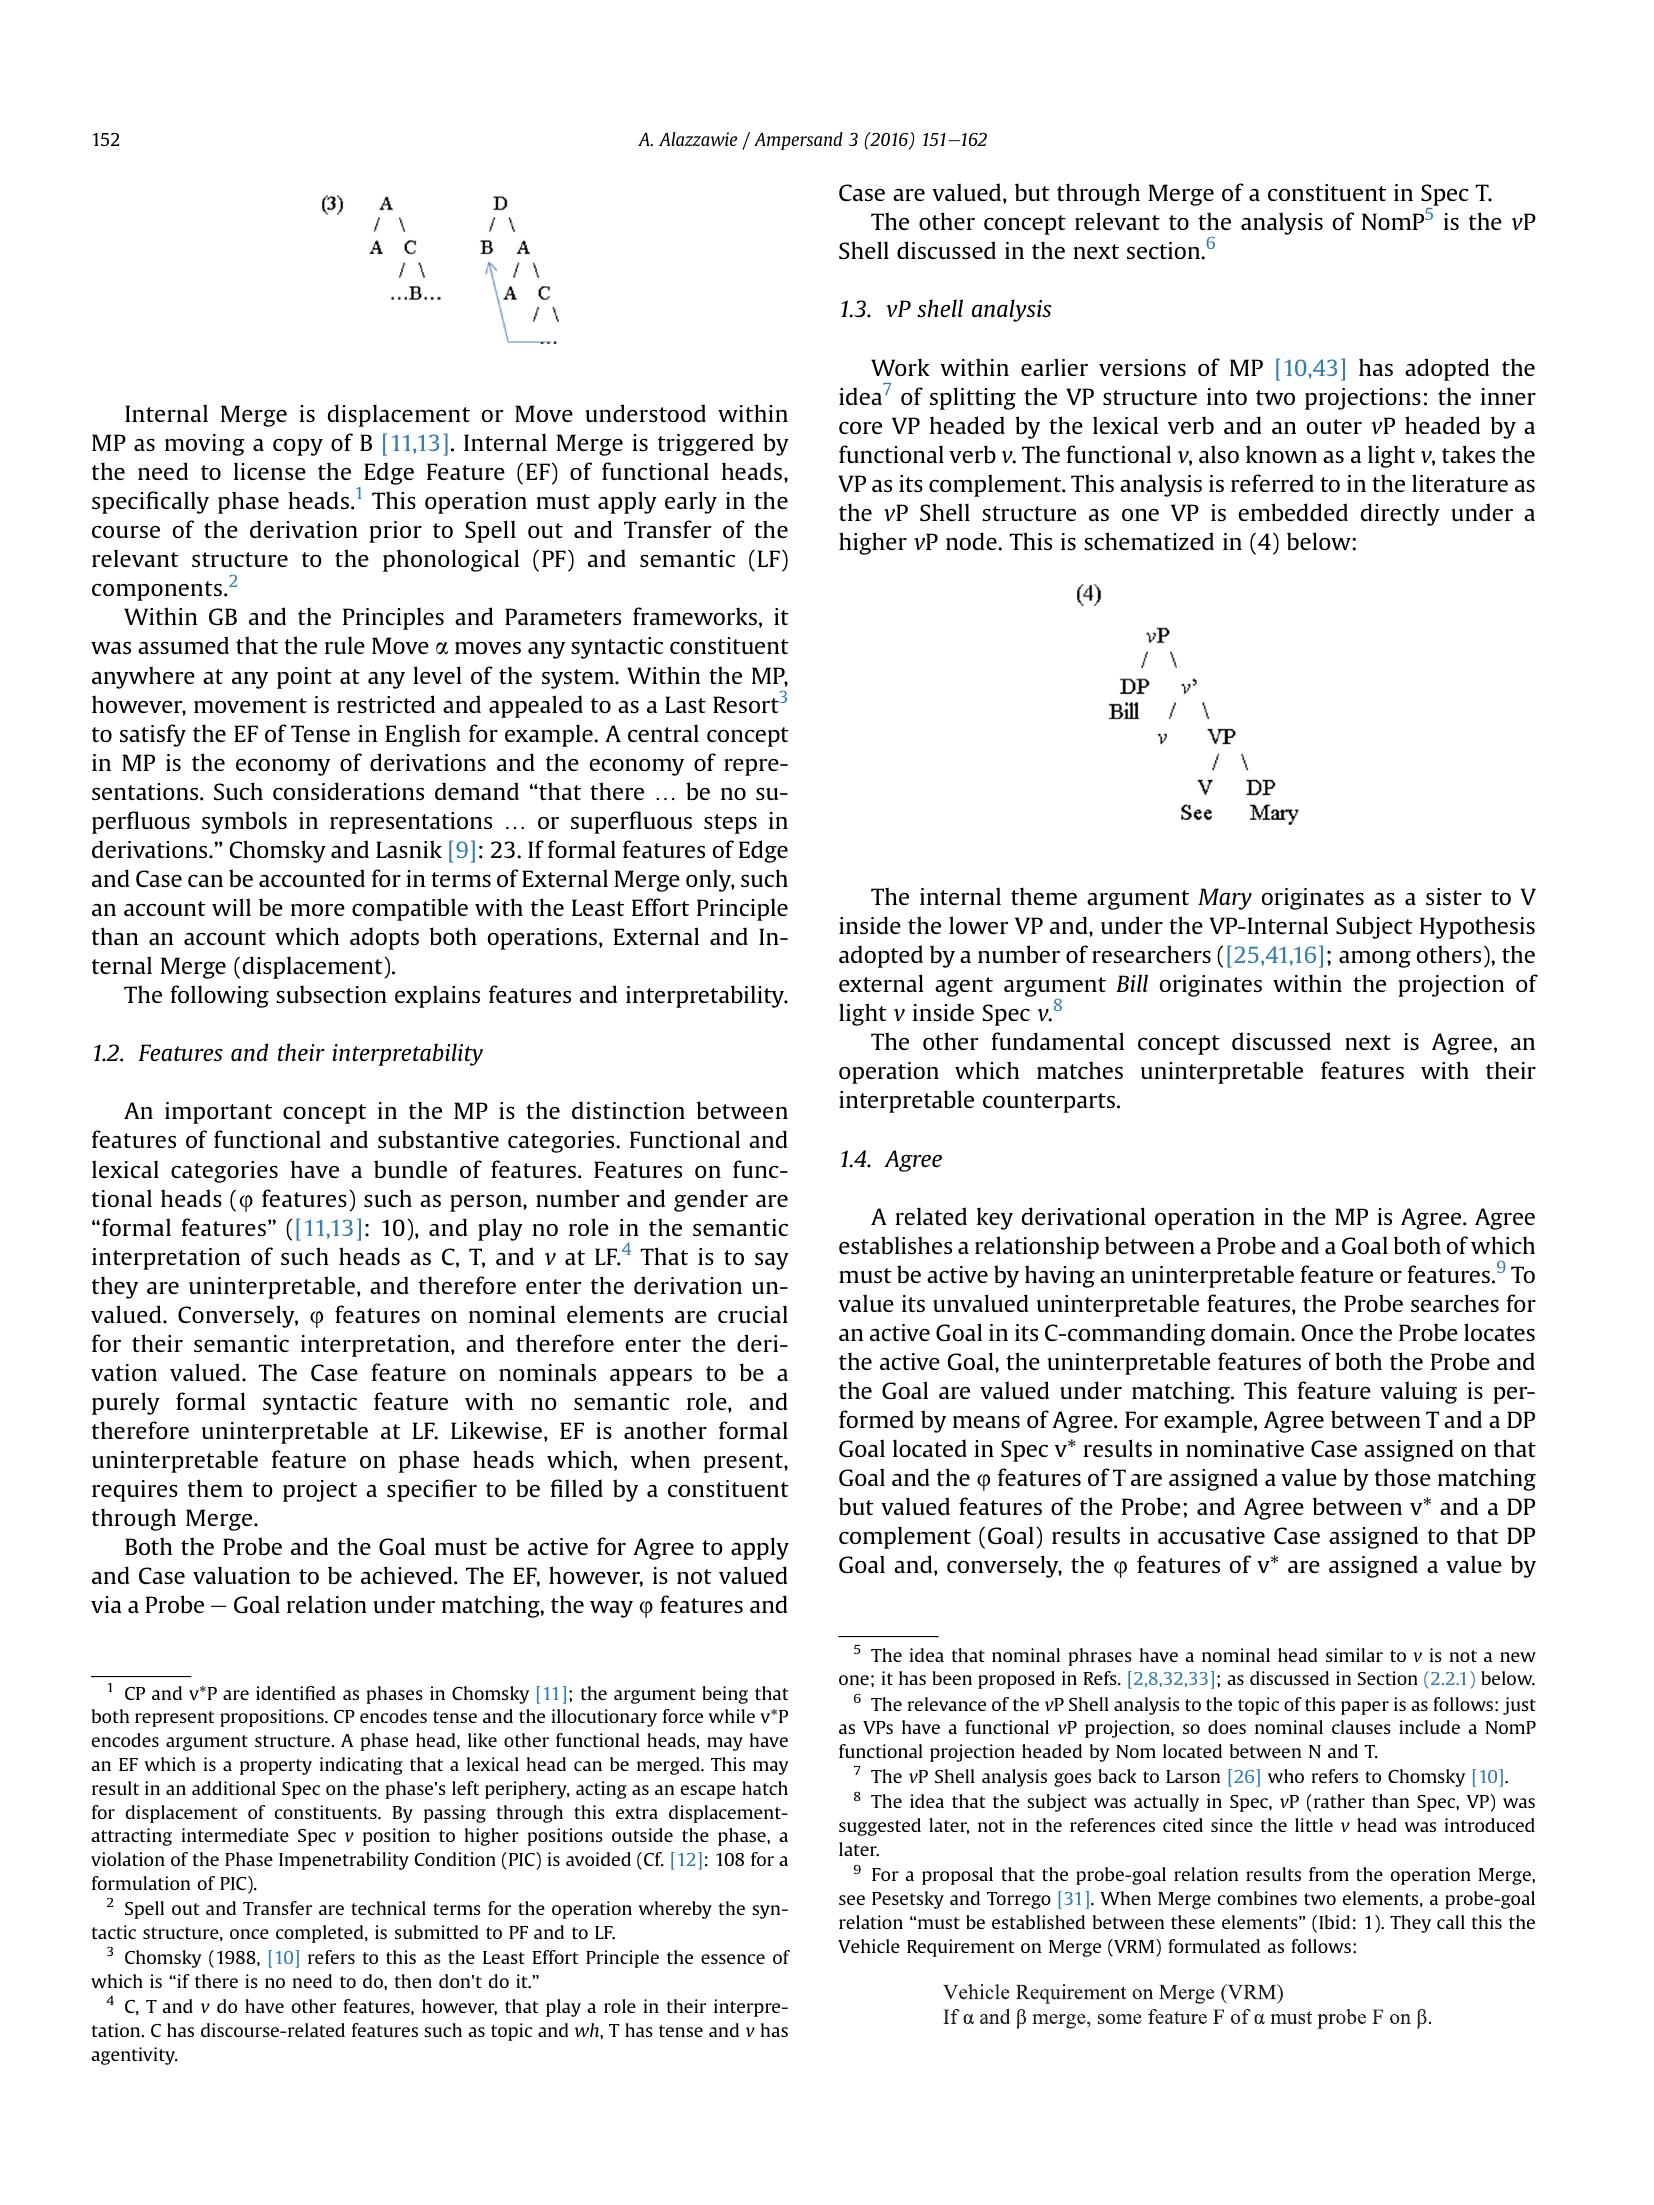 152
A. Alazzawie / Ampersand 3 (2016) 151–162
(3) A D
/ \ / \
A C B A
/ \ / \
...B... A C
/ \
...
Internal Merge is displacement or Move understood within
MP as moving a copy of B [11,13]. Internal Merge is triggered by
the need to license the Edge Feature (EF) of functional heads,
specifically phase heads.1 This operation must apply early in the
course of the derivation prior to Spell out and Transfer of the
relevant structure to the phonological (PF) and semantic (LF)
components.2
Within GB and the Principles and Parameters frameworks, it
was assumed that the rule Move α moves any syntactic constituent
anywhere at any point at any level of the system. Within the MP,
however, movement is restricted and appealed to as a Last Resort3
to satisfy the EF of Tense in English for example. A central concept
in MP is the economy of derivations and the economy of repre-
sentations. Such considerations demand “that there … be no su-
perfluous symbols in representations … or superfluous steps in
derivations.” Chomsky and Lasnik [9]: 23. If formal features of Edge
and Case can be accounted for in terms of External Merge only, such
an account will be more compatible with the Least Effort Principle
than an account which adopts both operations, External and In-
ternal Merge (displacement).
The following subsection explains features and interpretability.
1.2. Features and their interpretability
An important concept in the MP is the distinction between
features of functional and substantive categories. Functional and
lexical categories have a bundle of features. Features on func-
tional heads (φ features) such as person, number and gender are
“formal features” ([11,13]: 10), and play no role in the semantic
interpretation of such heads as C, T, and v at LF.4 That is to say
they are uninterpretable, and therefore enter the derivation un-
valued. Conversely, φ features on nominal elements are crucial
for their semantic interpretation, and therefore enter the deri-
vation valued. The Case feature on nominals appears to be a
purely formal syntactic feature with no semantic role, and
therefore uninterpretable at LF. Likewise, EF is another formal
uninterpretable feature on phase heads which, when present,
requires them to project a specifier to be filled by a constituent
through Merge.
Both the Probe and the Goal must be active for Agree to apply
and Case valuation to be achieved. The EF, however, is not valued
via a Probe – Goal relation under matching, the way φ features and
1 CP and v*P are identified as phases in Chomsky [11]; the argument being that
both represent propositions. CP encodes tense and the illocutionary force while v*P
encodes argument structure. A phase head, like other functional heads, may have
an EF which is a property indicating that a lexical head can be merged. This may
result in an additional Spec on the phase's left periphery, acting as an escape hatch
for displacement of constituents. By passing through this extra displacement-
attracting intermediate Spec v position to higher positions outside the phase, a
violation of the Phase Impenetrability Condition (PIC) is avoided (Cf. [12]: 108 for a
formulation of PIC).
2 Spell out and Transfer are technical terms for the operation whereby the syn-
tactic structure, once completed, is submitted to PF and to LF.
3 Chomsky (1988, [10] refers to this as the Least Effort Principle the essence of
which is “if there is no need to do, then don't do it.”
4 C, T and v do have other features, however, that play a role in their interpre-
tation. C has discourse-related features such as topic and wh, T has tense and v has
agentivity.
Case are valued, but through Merge of a constituent in Spec T.
The other concept relevant to the analysis of NomP5 is the vP
Shell discussed in the next section.6
1.3. vP shell analysis
Work within earlier versions of MP [10,43] has adopted the
idea7 of splitting the VP structure into two projections: the inner
core VP headed by the lexical verb and an outer vP headed by a
functional verb v. The functional v, also known as a light v, takes the
VP as its complement. This analysis is referred to in the literature as
the vP Shell structure as one VP is embedded directly under a
higher vP node. This is schematized in (4) below:
(4)
vP
/ \
DP v’
Bill / \
v VP
/ \
V DP
See Mary
The internal theme argument Mary originates as a sister to V
inside the lower VP and, under the VP-Internal Subject Hypothesis
adopted by a number of researchers ([25,41,16]; among others), the
external agent argument Bill originates within the projection of
light v inside Spec v.8
The other fundamental concept discussed next is Agree, an
operation which matches uninterpretable features with their
interpretable counterparts.
1.4. Agree
A related key derivational operation in the MP is Agree. Agree
establishes a relationship between a Probe and a Goal both of which
must be active by having an uninterpretable feature or features.9 To
value its unvalued uninterpretable features, the Probe searches for
an active Goal in its C-commanding domain. Once the Probe locates
the active Goal, the uninterpretable features of both the Probe and
the Goal are valued under matching. This feature valuing is per-
formed by means of Agree. For example, Agree between T and a DP
Goal located in Spec v* results in nominative Case assigned on that
Goal and the φ features of T are assigned a value by those matching
but valued features of the Probe; and Agree between v* and a DP
complement (Goal) results in accusative Case assigned to that DP
Goal and, conversely, the φ features of v* are assigned a value by
5 The idea that nominal phrases have a nominal head similar to v is not a new
one; it has been proposed in Refs. [2,8,32,33]; as discussed in Section (2.2.1) below.
6 The relevance of the vP Shell analysis to the topic of this paper is as follows: just
as VPs have a functional vP projection, so does nominal clauses include a NomP
functional projection headed by Nom located between N and T.
7 The vP Shell analysis goes back to Larson [26] who refers to Chomsky [10].
8 The idea that the subject was actually in Spec, vP (rather than Spec, VP) was
suggested later, not in the references cited since the little v head was introduced
later.
9 For a proposal that the probe-goal relation results from the operation Merge,
see Pesetsky and Torrego [31]. When Merge combines two elements, a probe-goal
relation “must be established between these elements” (Ibid: 1). They call this the
Vehicle Requirement on Merge (VRM) formulated as follows:
Vehicle Requirement on Merge (VRM)
If α and β merge, some feature F of α must probe F on β.